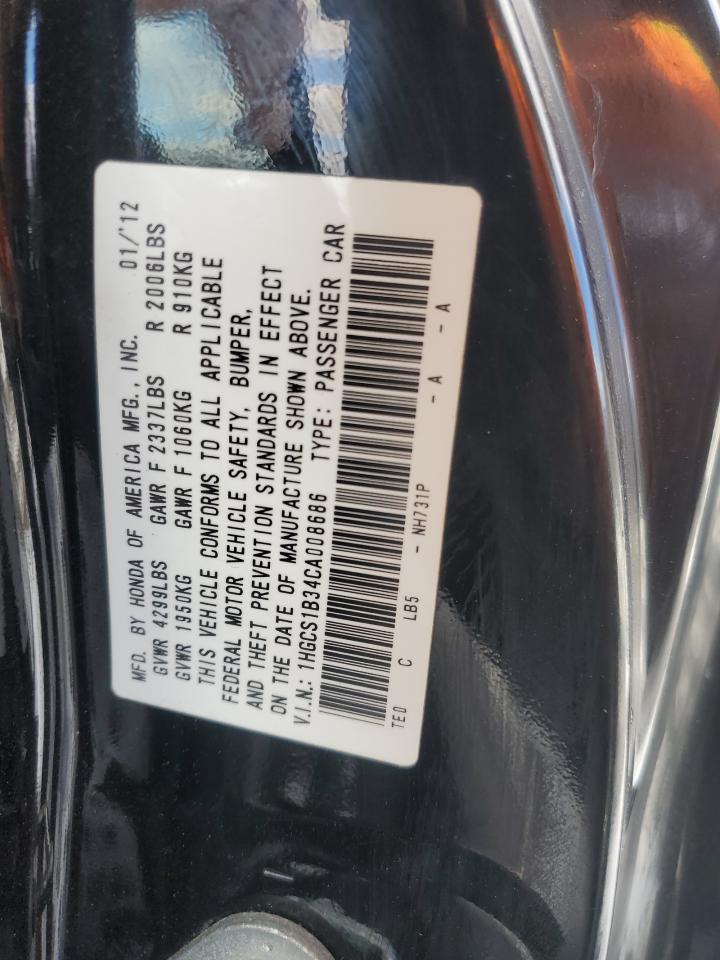 MFD. BY HONDA OF AMERICA MFG., INC. 01/'12
GVWR 4299LBS GAWR F 2337LBS R 2006LBS
GVWR 1950KG GAWR F 1060KG R 910KG
THIS VEHICLE CONFORMS TO ALL APPLICABLE
FEDERAL MOTOR VEHICLE SAFETY, BUMPER,
AND THEFT PREVENTION STANDARDS IN EFFECT
ON THE DATE OF MANUFACTURE SHOWN ABOVE.
V.I.N.: 1HGCS1B34CA008686 TYPE: PASSENGER CAR
TE0 C LB5 - NH731P - A - A